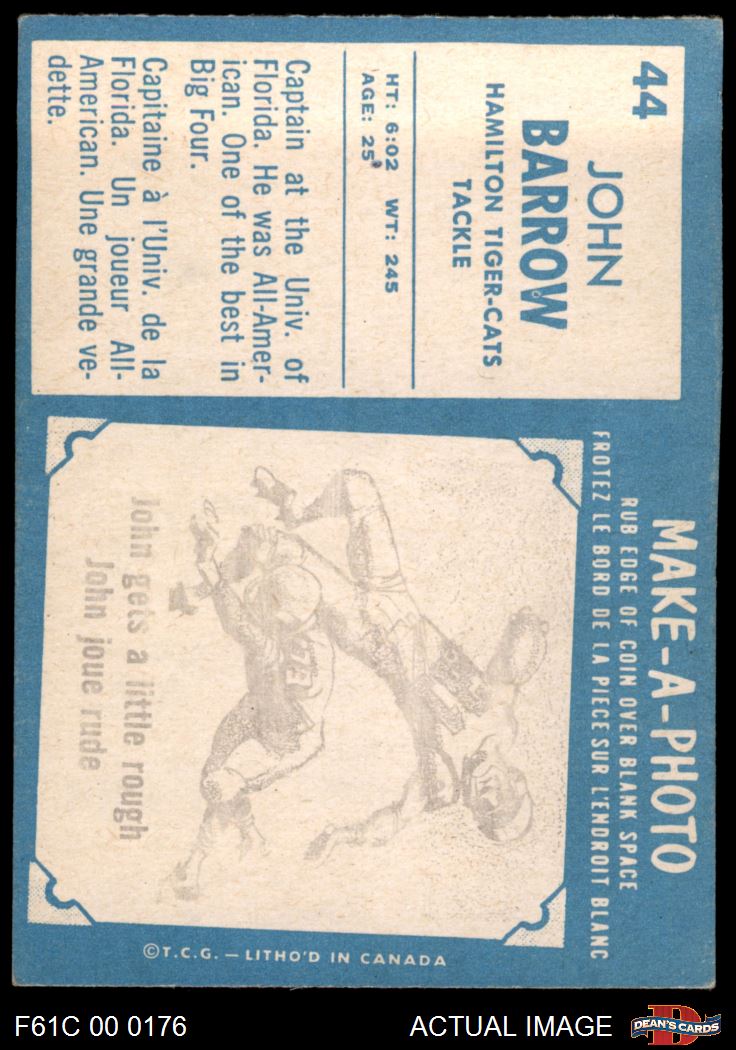 44
JOHN
BARROW
HAMILTON TIGER-CATS
TACKLE
HT: 6:02 WT: 245
AGE: 25
Captain at the Univ. of
Florida. He was All-Amer-
ican. One of the best in
Big Four.
Capitaine à l'Univ. de la
Florida. Un joueur All-
American. Une grande ve-
dette.
MAKE-A-PHOTO
RUB EDGE OF COIN OVER BLANK SPACE
FROTEZ LE BORD DE LA PIECE SUR L'ENDROIT BLANC
John gets a little rough
John joue rude
©T.C.G. — LITHO'D IN CANADA
F61C 00 0176
ACTUAL IMAGE
DEAN'S CARDS